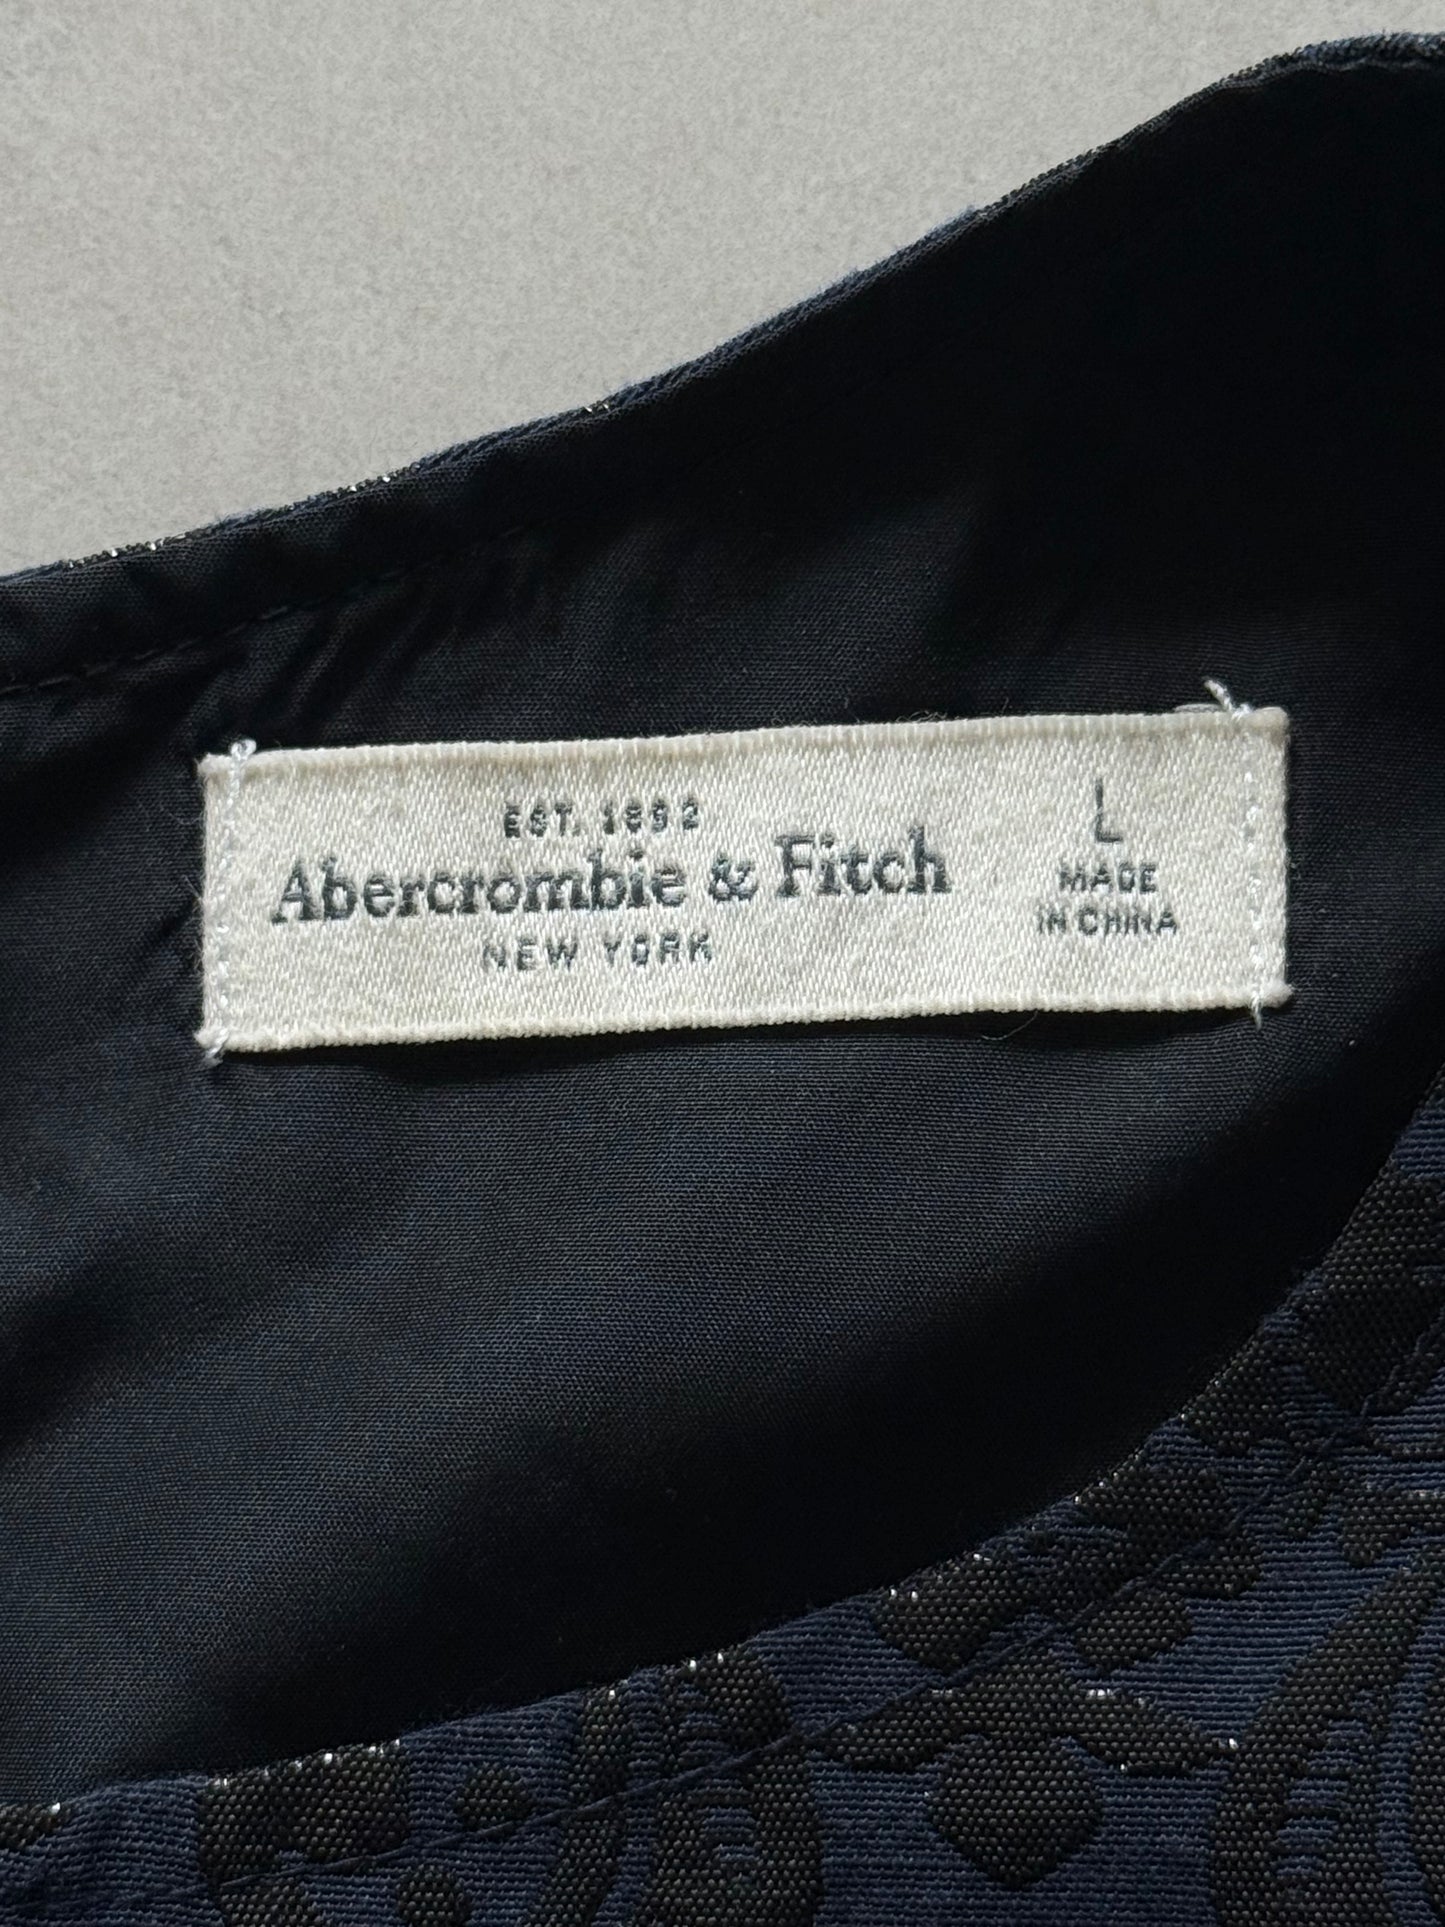 EST. 1892
Abercrombie & Fitch
NEW YORK
L
MADE
IN CHINA